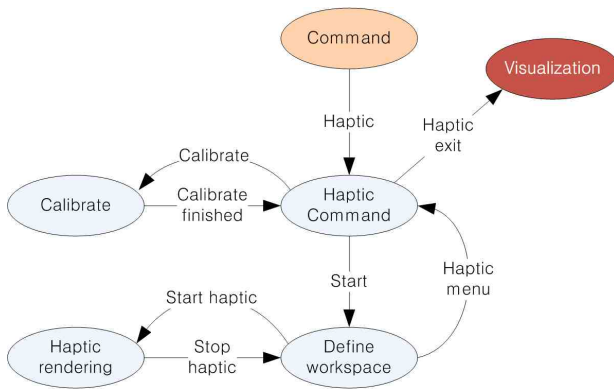 Command
Visualization
Haptic
Haptic
exit
Calibrate
Calibrate
Calibrate
finished
Haptic
Command
Start
Haptic
menu
Start haptic
Haptic
rendering
Stop
haptic
Define
workspace